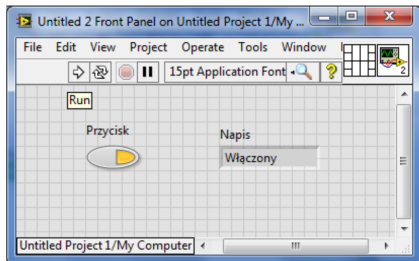 Untitled 2 Front Panel on Untitled Project 1/My ...
File Edit View Project Operate Tools Window
15pt Application Font
2
Run
Przycisk
Napis
Włączony
Untitled Project 1/My Computer